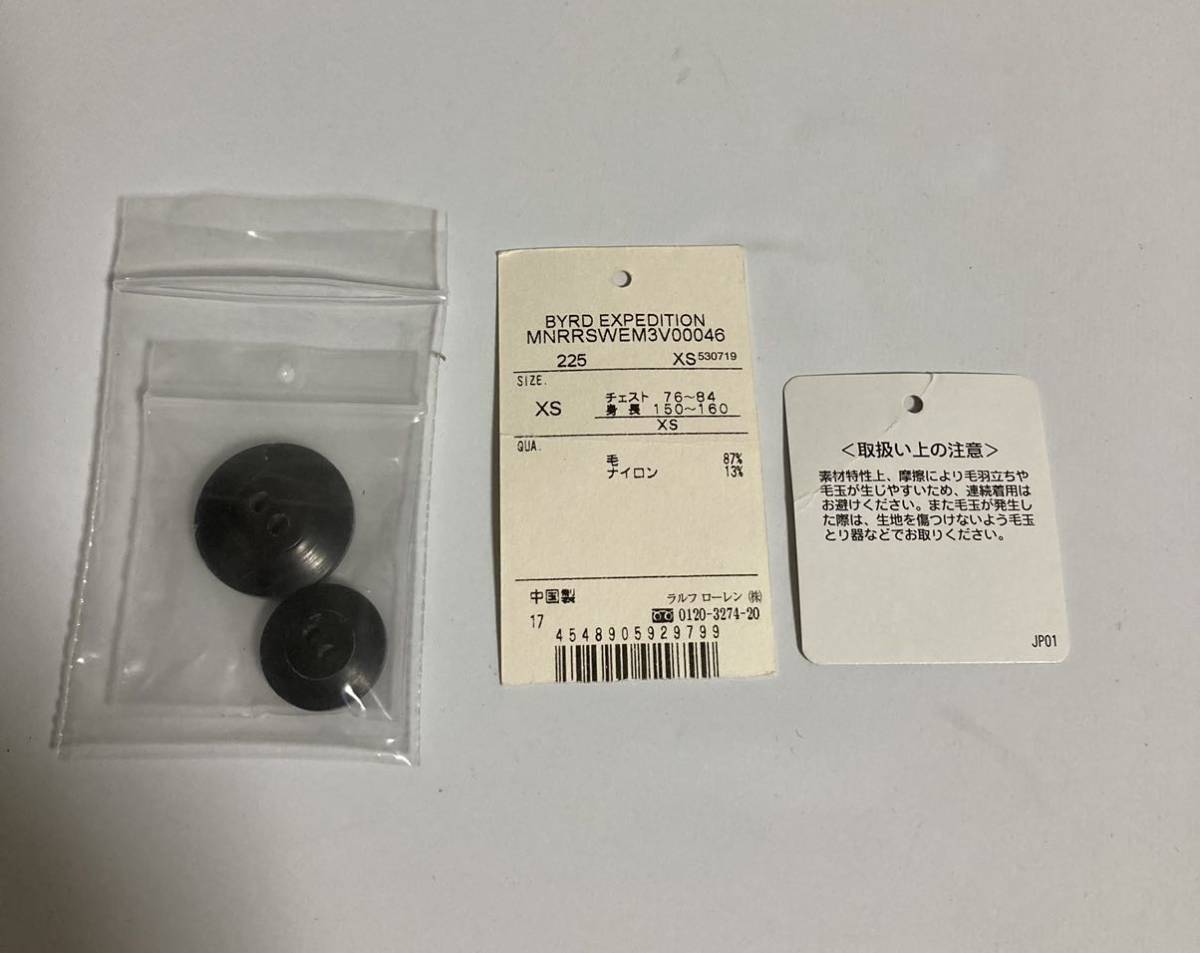 BYRD EXPEDITION
MNRRSWEM3V00046
225 XS 530719
SIZE.
XS チェスト 76~84
身長 150~160
XS
QUA.
毛 87%
ナイロン 13%
中国製 ラルフ ローレン ㈱
17 0120-3274-20
4548905929799
<取扱い上の注意>
素材特性上、摩擦により毛羽立ちや
毛玉が生じやすいため、連続着用は
お避けください。また毛玉が発生し
た際は、生地を傷つけないよう毛玉
とり器などでお取りください。
JP01